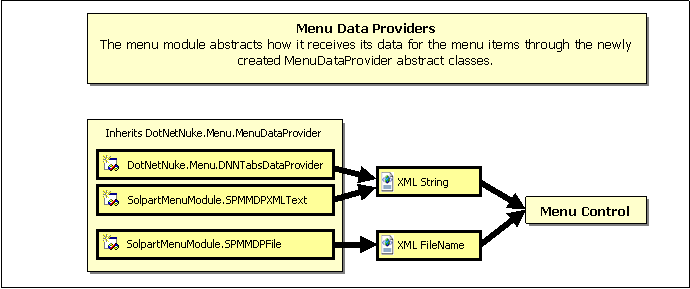 Menu Data Providers
The menu module abstracts how it receives its data for the menu items through the newly
created MenuDataProvider abstract classes.
Inherits DotNetNuke.Menu.MenuDataProvider
DotNetNuke.Menu.DNNTabsDataProvider
SolpartMenuModule.SPMMDPXMLText
SolpartMenuModule.SPMMDPFile
XML String
XML FileName
Menu Control